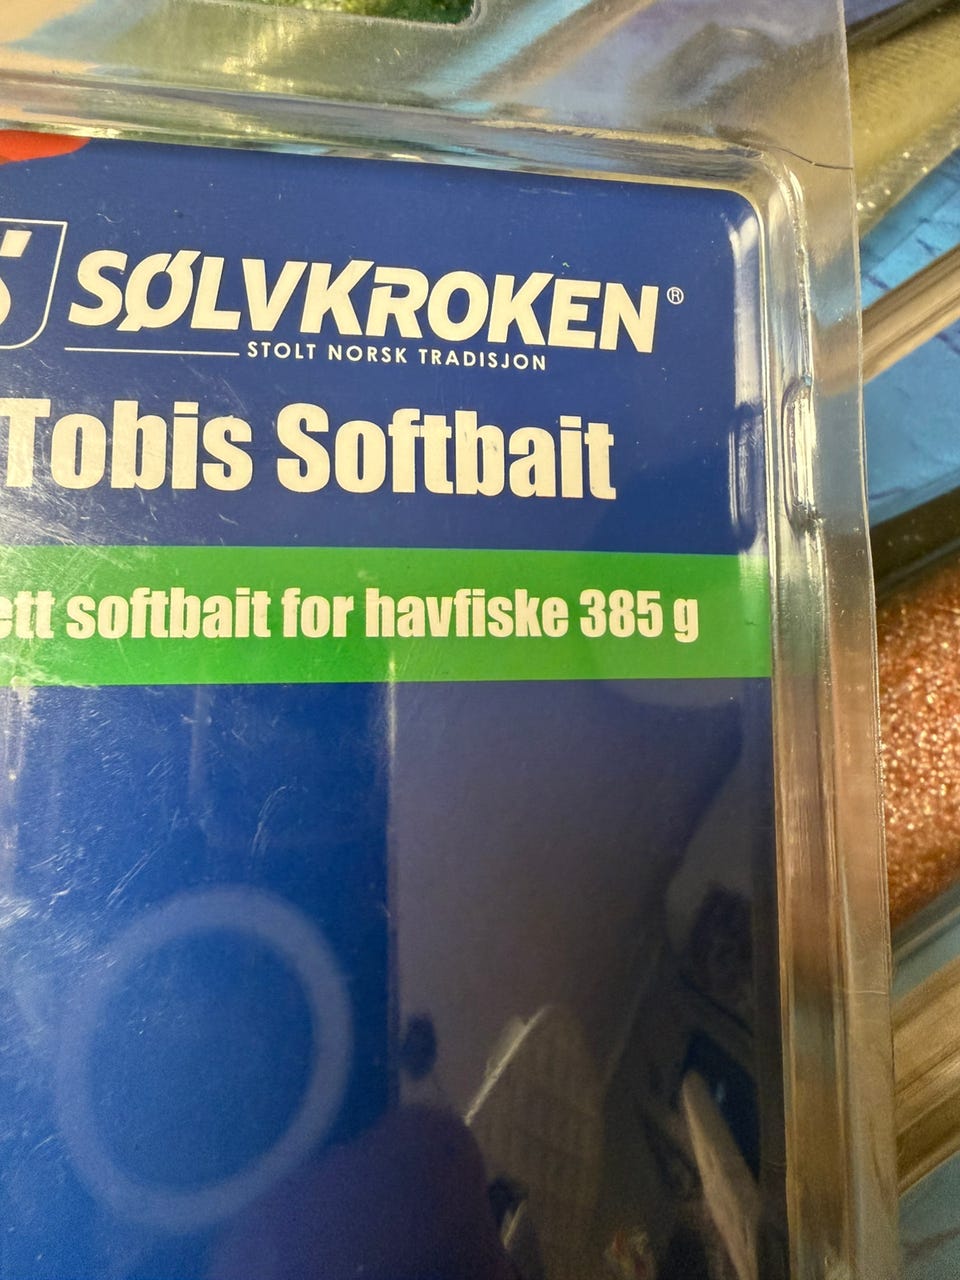 SØLVKROKEN®
STOLT NORSK TRADISJON
Tobis Softbait
softbait for havfiske 385 g